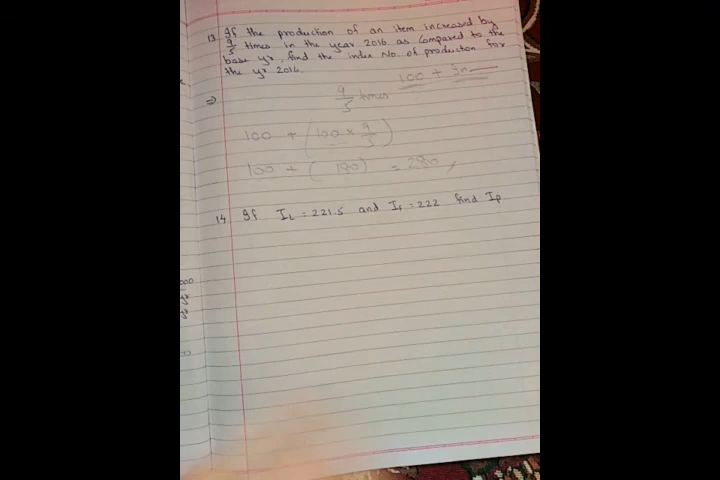 13 If the production of an item increased by
9/5 times in the year 2016 as compared to the
base yr, find the index No. of production for
the yr 2016.
⇒ 9/5 times 100 + In
100 + (100 × 9/5)
100 + ( 180) = 280
14 If IL = 221.5 and If = 222 find Ip